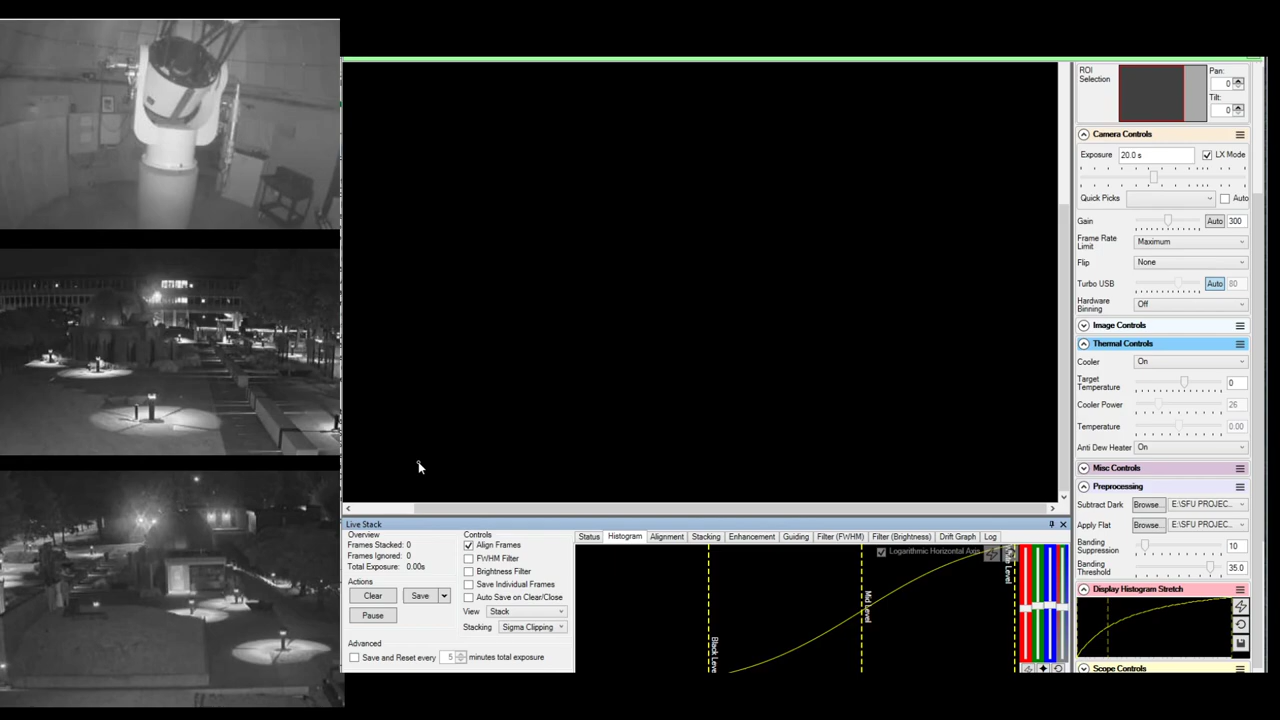 ROI
Selection
Pan:
0
Tilt:
0
Camera Controls
Exposure 20.0 s LX Mode
Quick Picks Auto
Gain Auto 300
Frame Rate
Limit Maximum
Flip None
Turbo USB Auto 80
Hardware
Binning Off
Image Controls
Thermal Controls
Cooler On
Target
Temperature 0
Cooler Power 26
Temperature 0.00
Anti Dew Heater On
Misc Controls
Preprocessing
Subtract Dark Browse... E:\SFU PROJEC...
Apply Flat Browse... E:\SFU PROJEC...
Banding
Suppression 10
Banding
Threshold 35.0
Display Histogram Stretch
Scope Controls
Live Stack
Overview
Frames Stacked: 0
Frames Ignored: 0
Total Exposure: 0.00s
Actions
Clear Save
Pause
Advanced
Save and Reset every 5 minutes total exposure
Controls
Align Frames
FWHM Filter
Brightness Filter
Save Individual Frames
Auto Save on Clear/Close
View Stack
Stacking Sigma Clipping
Status Histogram Alignment Stacking Enhancement Guiding Filter (FWHM) Filter (Brightness) Drift Graph Log
Logarithmic Horizontal Axis
Black Leve
Mid Level
Level